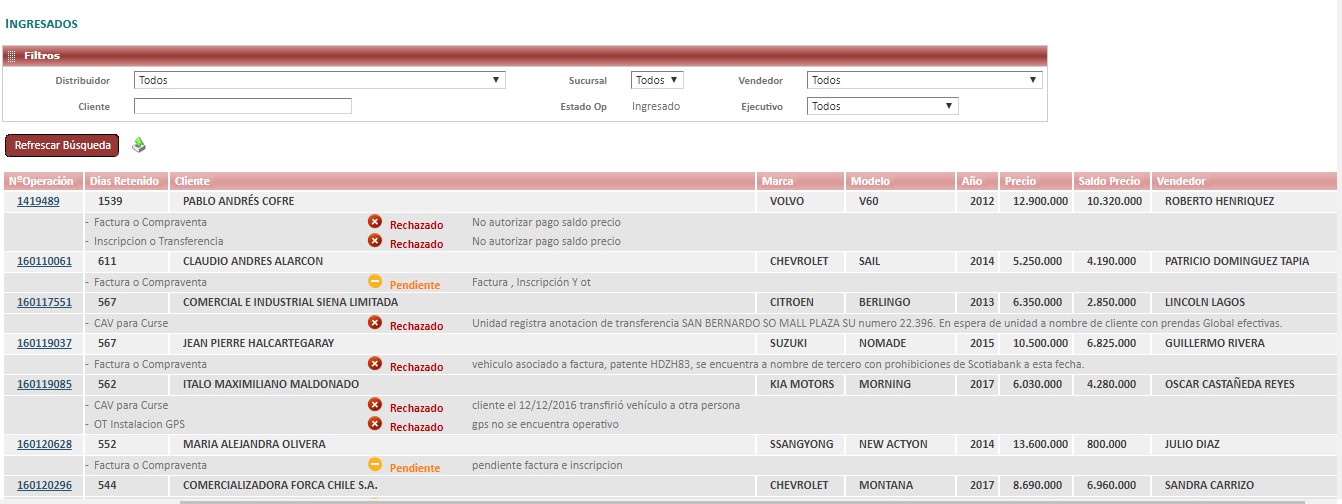 INGRESADOS
Filtros
Distribuidor Todos Sucursal Todos Vendedor Todos
Cliente Estado Op Ingresado Ejecutivo Todos
Refrescar Búsqueda
NºOperación Dias Retenido Cliente Marca Modelo Año Precio Saldo Precio Vendedor
1419489 1539 PABLO ANDRÉS COFRE VOLVO V60 2012 12.900.000 10.320.000 ROBERTO HENRIQUEZ
- Factura o Compraventa Rechazado No autorizar pago saldo precio
- Inscripcion o Transferencia Rechazado No autorizar pago saldo precio
160110061 611 CLAUDIO ANDRES ALARCON CHEVROLET SAIL 2014 5.250.000 4.190.000 PATRICIO DOMINGUEZ TAPIA
- Factura o Compraventa Pendiente Factura , Inscripción Y ot
160117551 567 COMERCIAL E INDUSTRIAL SIENA LIMITADA CITROEN BERLINGO 2013 6.350.000 2.850.000 LINCOLN LAGOS
- CAV para Curse Rechazado Unidad registra anotacion de transferencia SAN BERNARDO SO MALL PLAZA SU numero 22.396. En espera de unidad a nombre de cliente con prendas Global efectivas.
160119037 567 JEAN PIERRE HALCARTEGARAY SUZUKI NOMADE 2015 10.500.000 6.825.000 GUILLERMO RIVERA
- Factura o Compraventa Rechazado vehiculo asociado a factura, patente HDZH83, se encuentra a nombre de tercero con prohibiciones de Scotiabank a esta fecha.
160119085 562 ITALO MAXIMILIANO MALDONADO KIA MOTORS MORNING 2017 6.030.000 4.280.000 OSCAR CASTAÑEDA REYES
- CAV para Curse Rechazado cliente el 12/12/2016 transfirió vehículo a otra persona
- OT Instalacion GPS Rechazado gps no se encuentra operativo
160120628 552 MARIA ALEJANDRA OLIVERA SSANGYONG NEW ACTYON 2014 13.600.000 800.000 JULIO DIAZ
- Factura o Compraventa Pendiente pendiente factura e inscripcion
160120296 544 COMERCIALIZADORA FORCA CHILE S.A. CHEVROLET MONTANA 2017 8.690.000 6.960.000 SANDRA CARRIZO